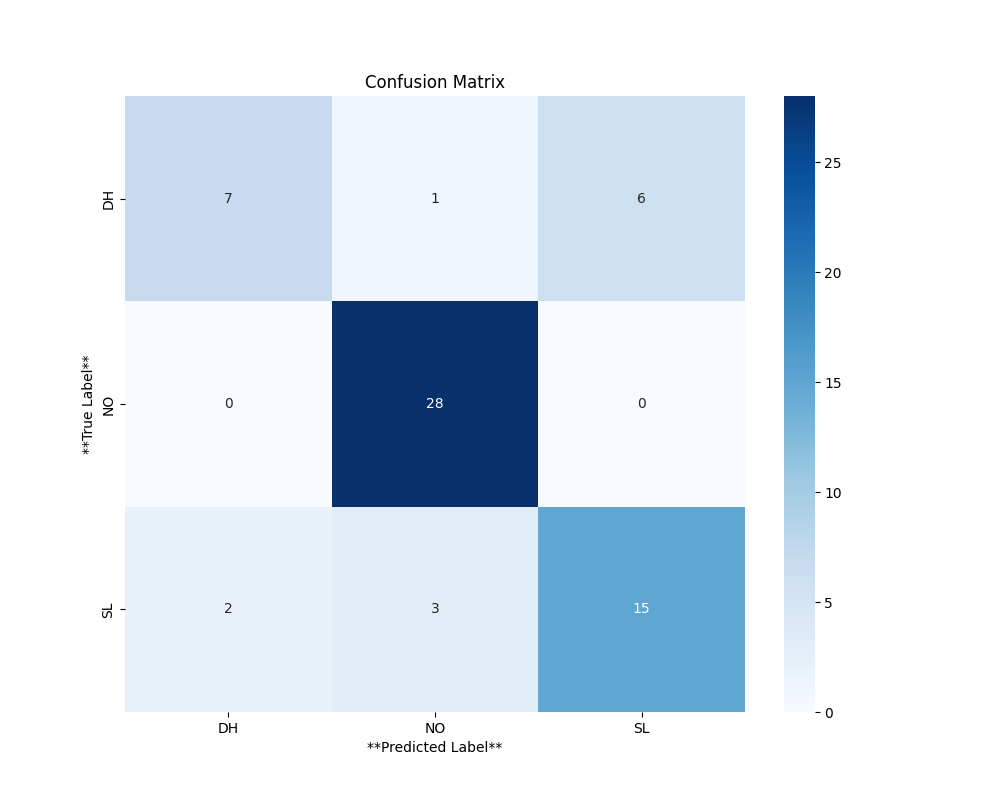 Confusion Matrix
DH
7
1
6
25
20
**True Label**
NO
0
28
0
15
10
SL
2
3
15
5
0
DH
NO
SL
**Predicted Label**